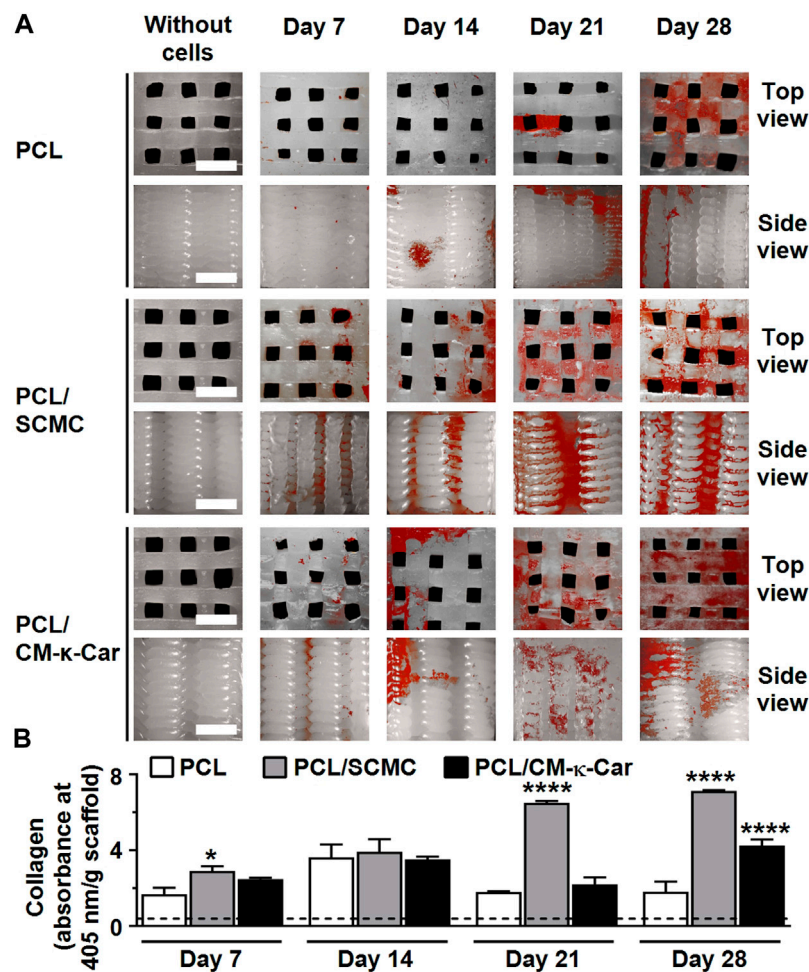 A
Without
cells
Day 7
Day 14
Day 21
Day 28
PCL
Top
view
Side
view
PCL/
SCMC
Top
view
Side
view
PCL/
CM-κ-Car
Top
view
Side
view
B
PCL
PCL/SCMC
PCL/CM-κ-Car
Collagen
(absorbance at
405 nm/g scaffold)
8
4
0
*
****
****
****
Day 7
Day 14
Day 21
Day 28